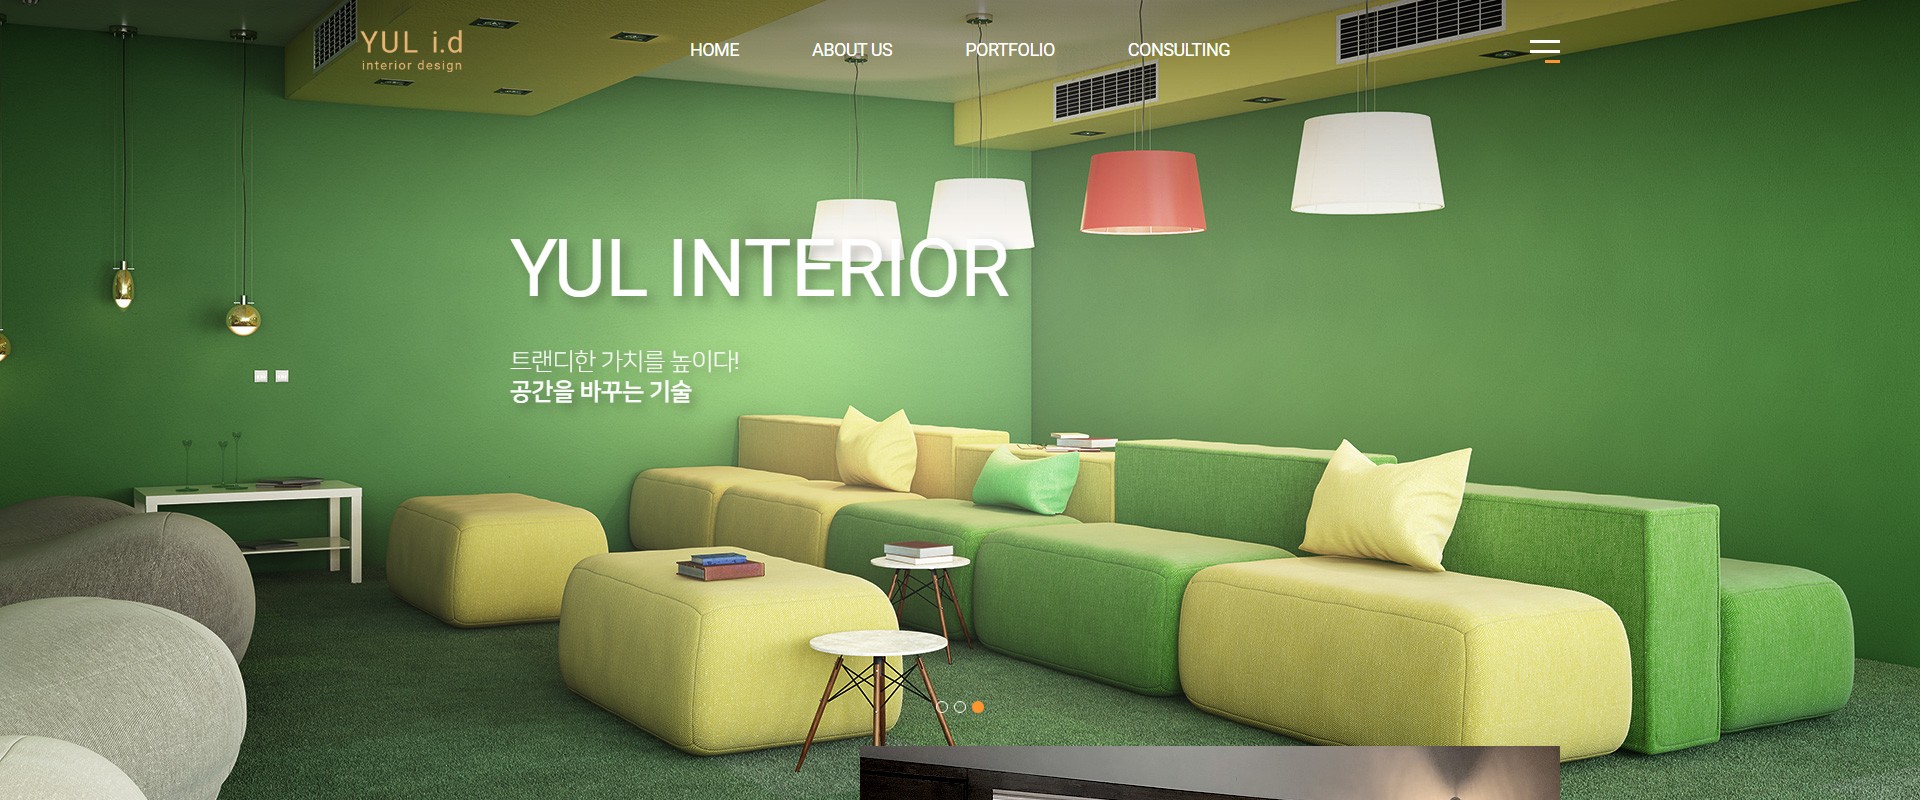 YUL i.d
interior design
HOME ABOUT US PORTFOLIO CONSULTING
YUL INTERIOR
트랜디한 가치를 높이다!
공간을 바꾸는 기술